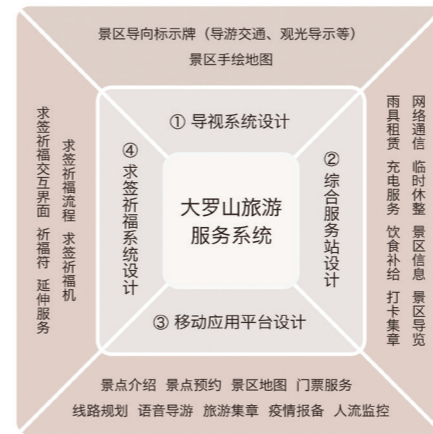 景区导向标示牌（导游交通、观光导示等）
景区手绘地图
① 导视系统设计
② 综合服务站设计
网络通信 临时休整 景区信息 景区导览
雨具租赁 充电服务 饮食补给 打卡集章
大罗山旅游
服务系统
④ 求签祈福系统设计
求签祈福流程 求签祈福机
求签祈福交互界面 祈福符 延伸服务
③ 移动应用平台设计
景点介绍 景点预约 景区地图 门票服务
线路规划 语音导游 旅游集章 疫情报备 人流监控